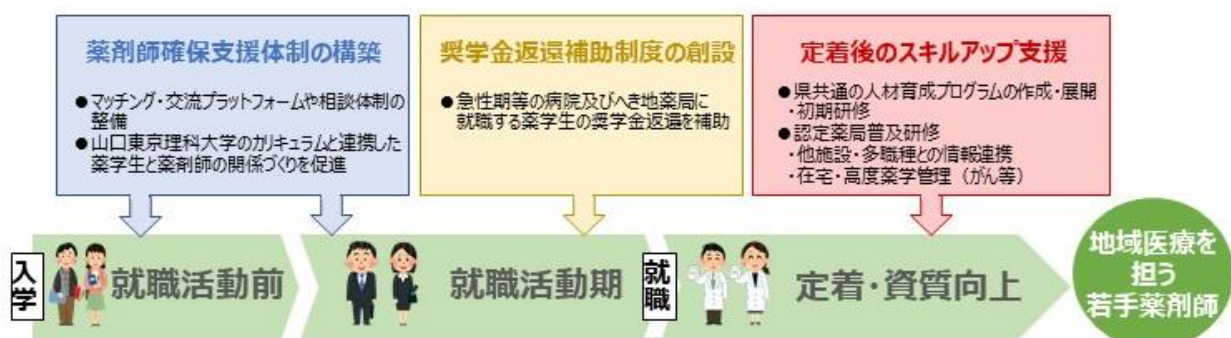 薬剤師確保支援体制の構築
●マッチング・交流プラットフォームや相談体制の
整備
●山口東京理科大学のカリキュラムと連携した
薬学生と薬剤師の関係づくりを促進
奨学金返還補助制度の創設
●急性期等の病院及びへき地薬局に
就職する薬学生の奨学金返還を補助
定着後のスキルアップ支援
●県共通の人材育成プログラムの作成・展開
・初期研修
●認定薬局普及研修
・他施設・多職種との情報連携
・在宅・高度薬学管理（がん等）
入学
就職活動前
就職活動期
就職
定着・資質向上
地域医療を
担う
若手薬剤師